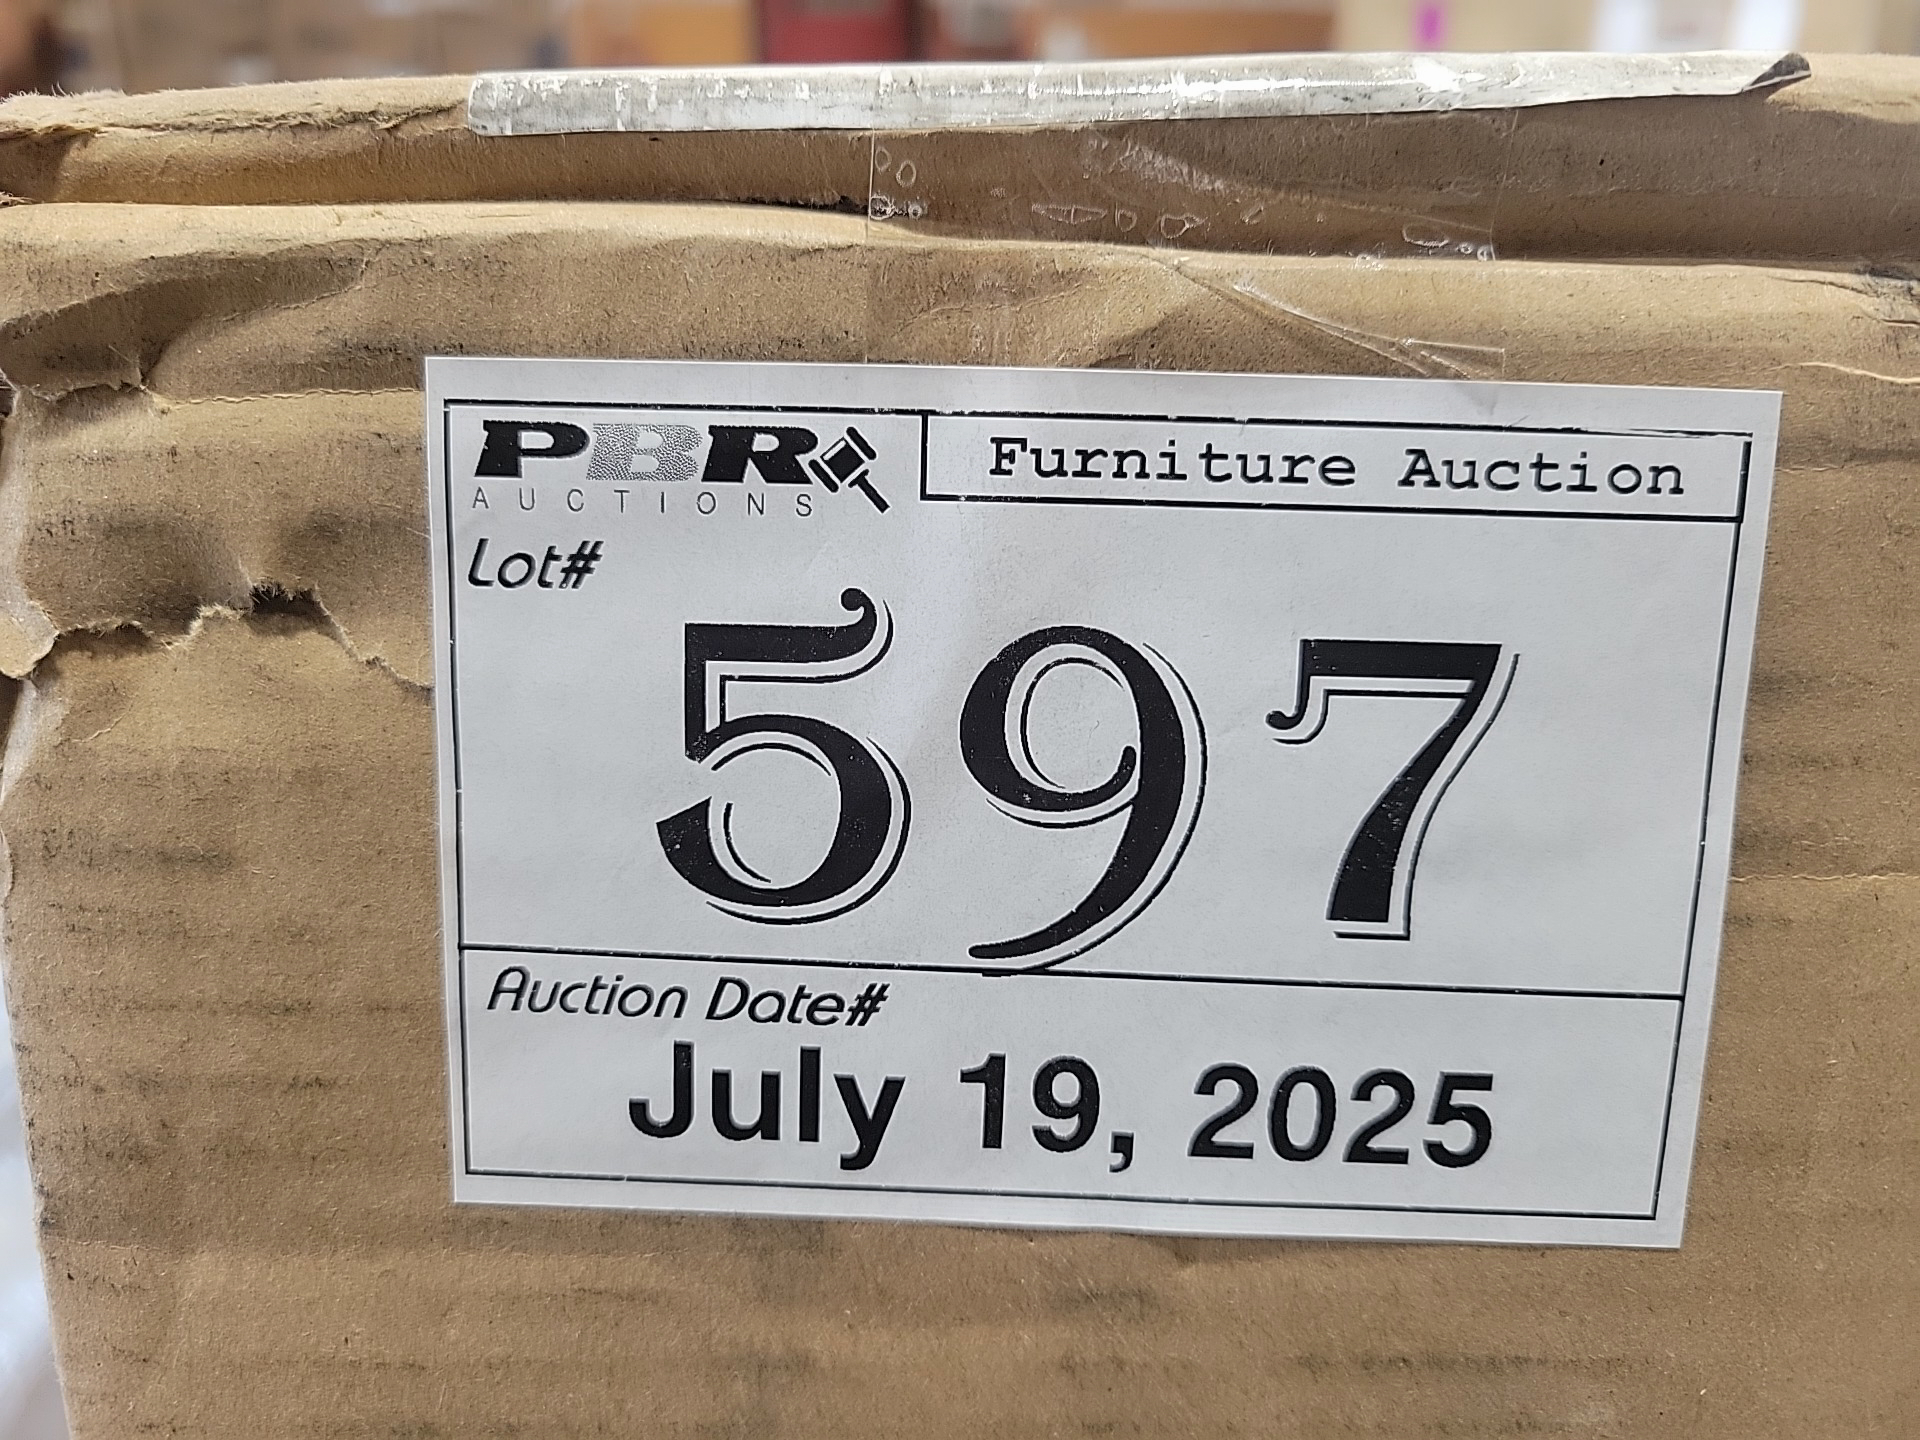 PBR
AUCTIONS
Furniture Auction
Lot#
597
Auction Date#
July 19, 2025